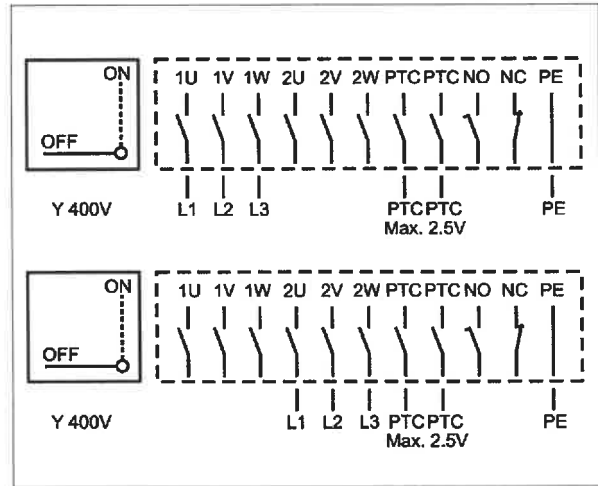 ON 1U 1V 1W 2U 2V 2W PTC PTC NO NC PE
OFF
Y 400V L1 L2 L3 PTC PTC PE
Max. 2.5V
ON 1U 1V 1W 2U 2V 2W PTC PTC NO NC PE
OFF
Y 400V L1 L2 L3 PTC PTC PE
Max. 2.5V